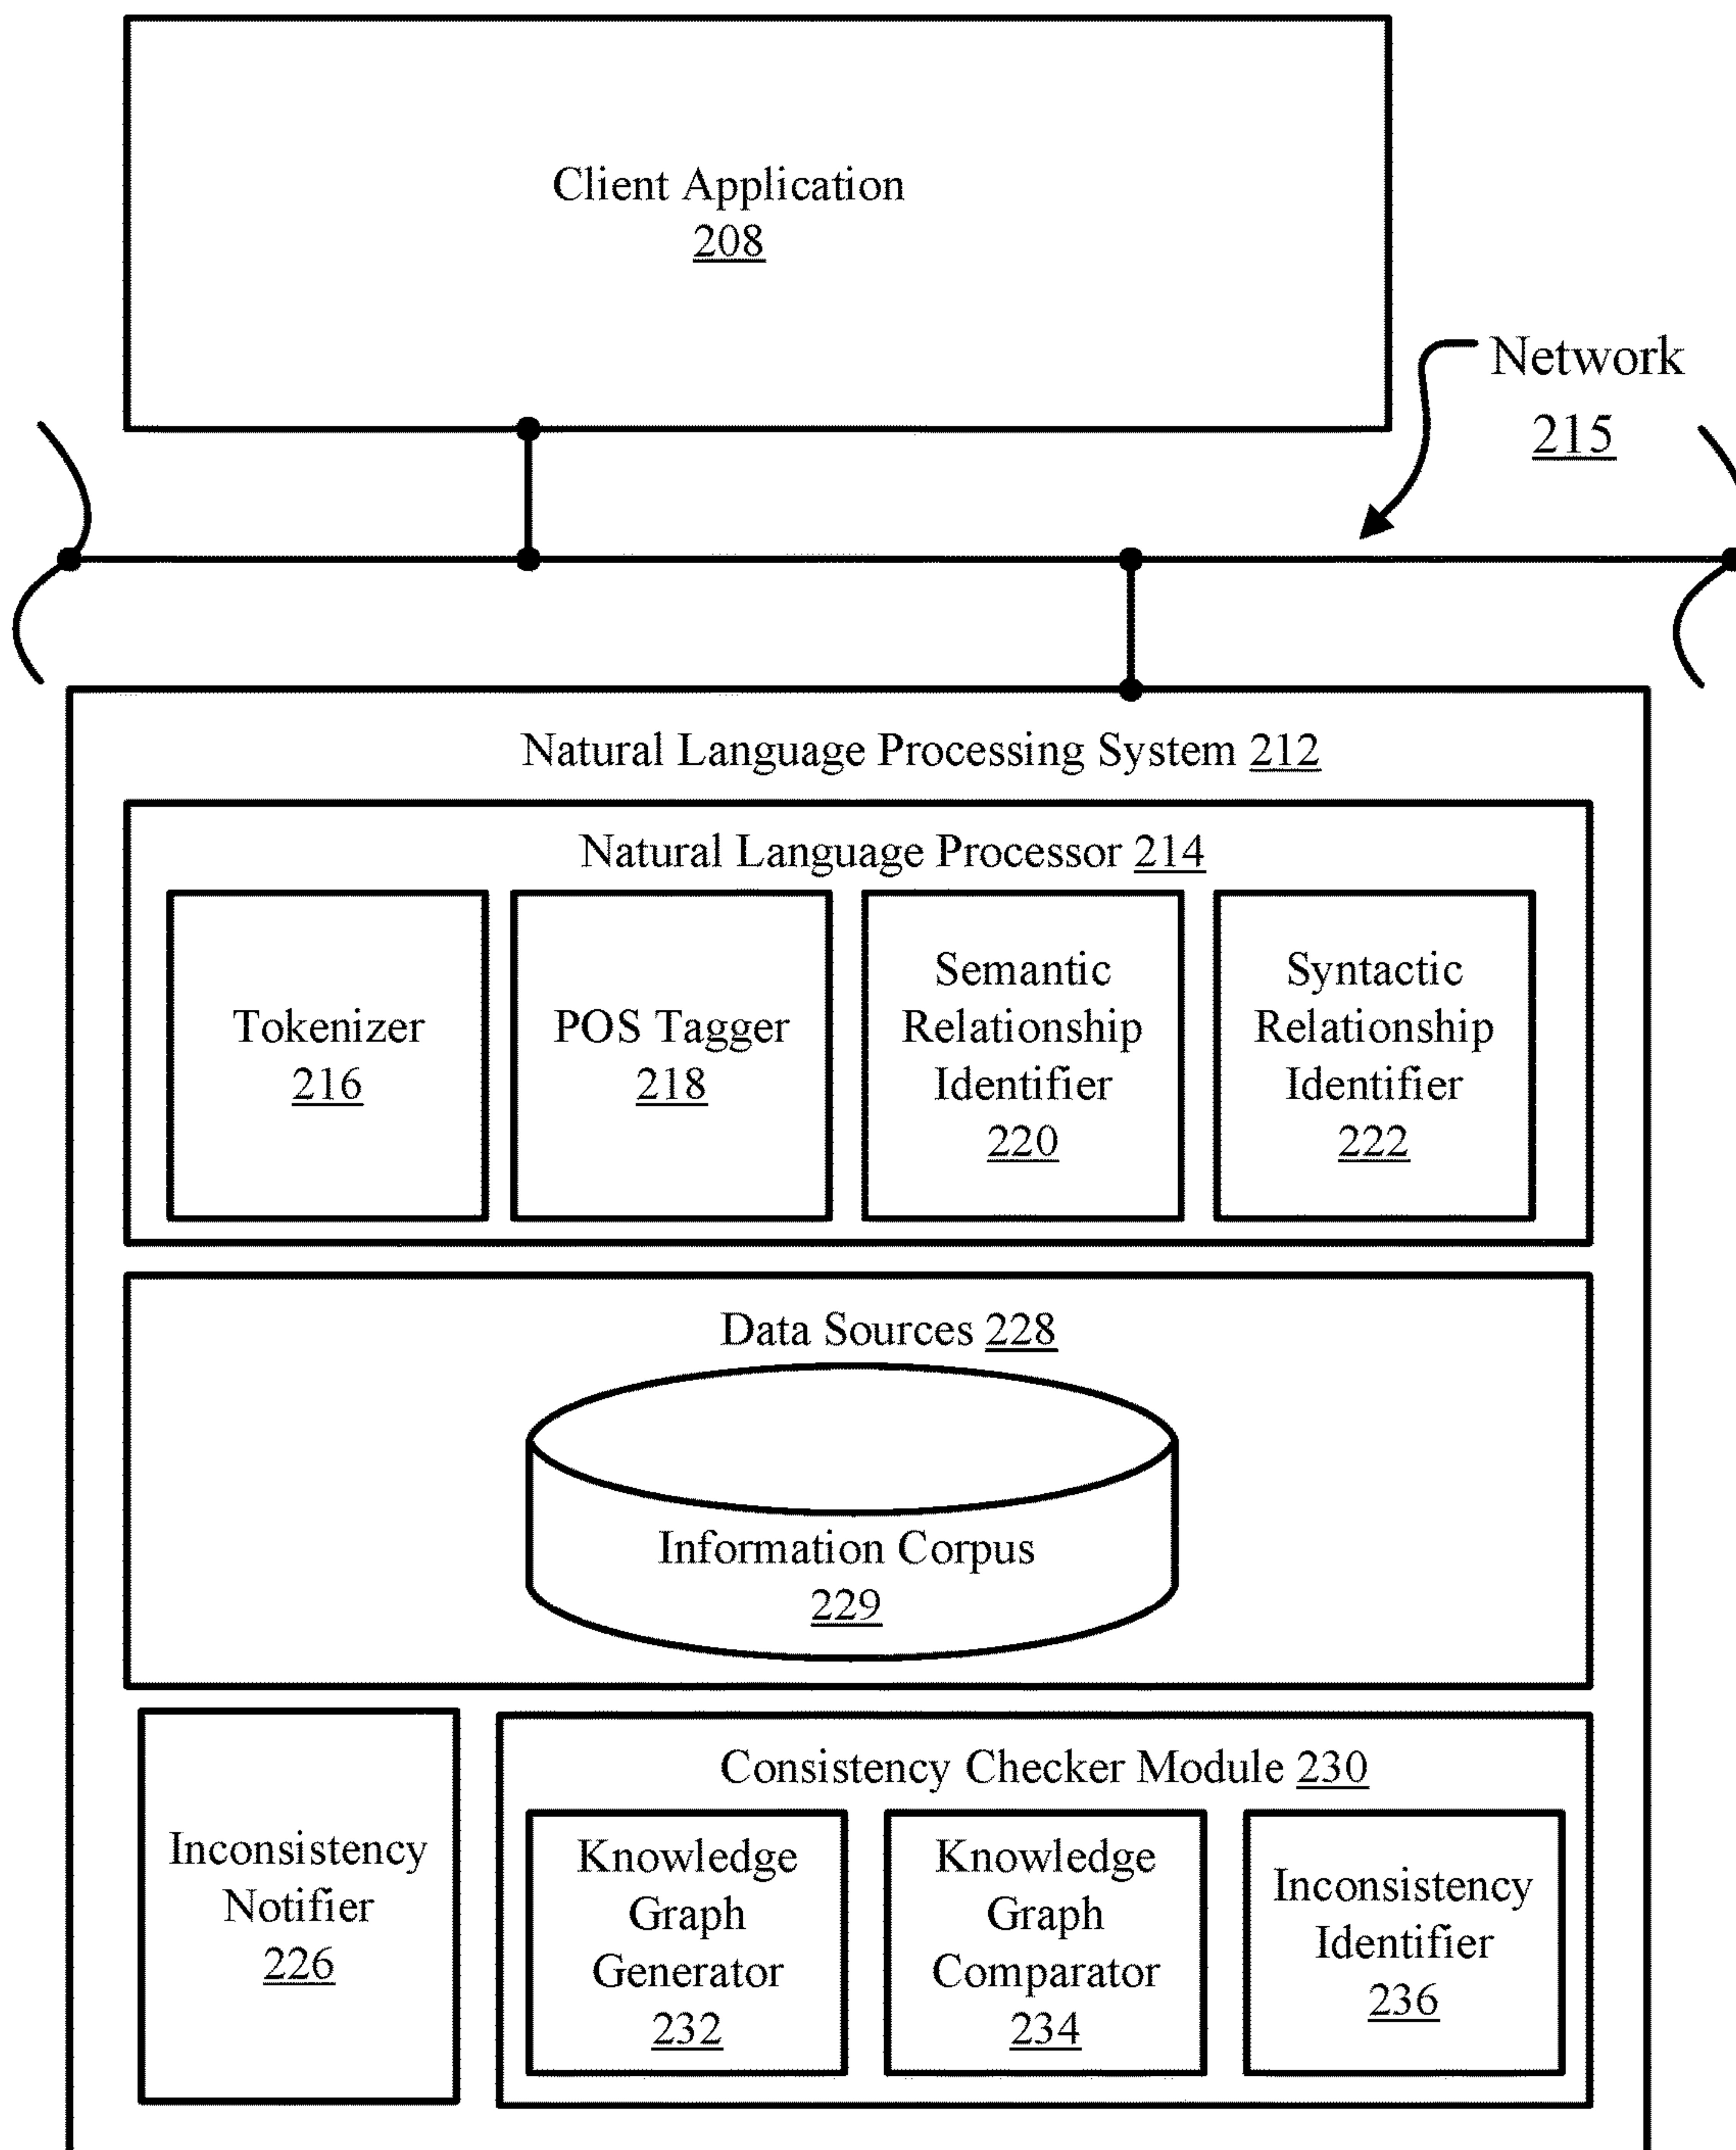 Client Application
208
Network
215
Natural Language Processing System 212
Natural Language Processor 214
Tokenizer
216
POS Tagger
218
Semantic
Relationship
Identifier
220
Syntactic
Relationship
Identifier
222
Data Sources 228
Information Corpus
229
Inconsistency
Notifier
226
Consistency Checker Module 230
Knowledge
Graph
Generator
232
Knowledge
Graph
Comparator
234
Inconsistency
Identifier
236